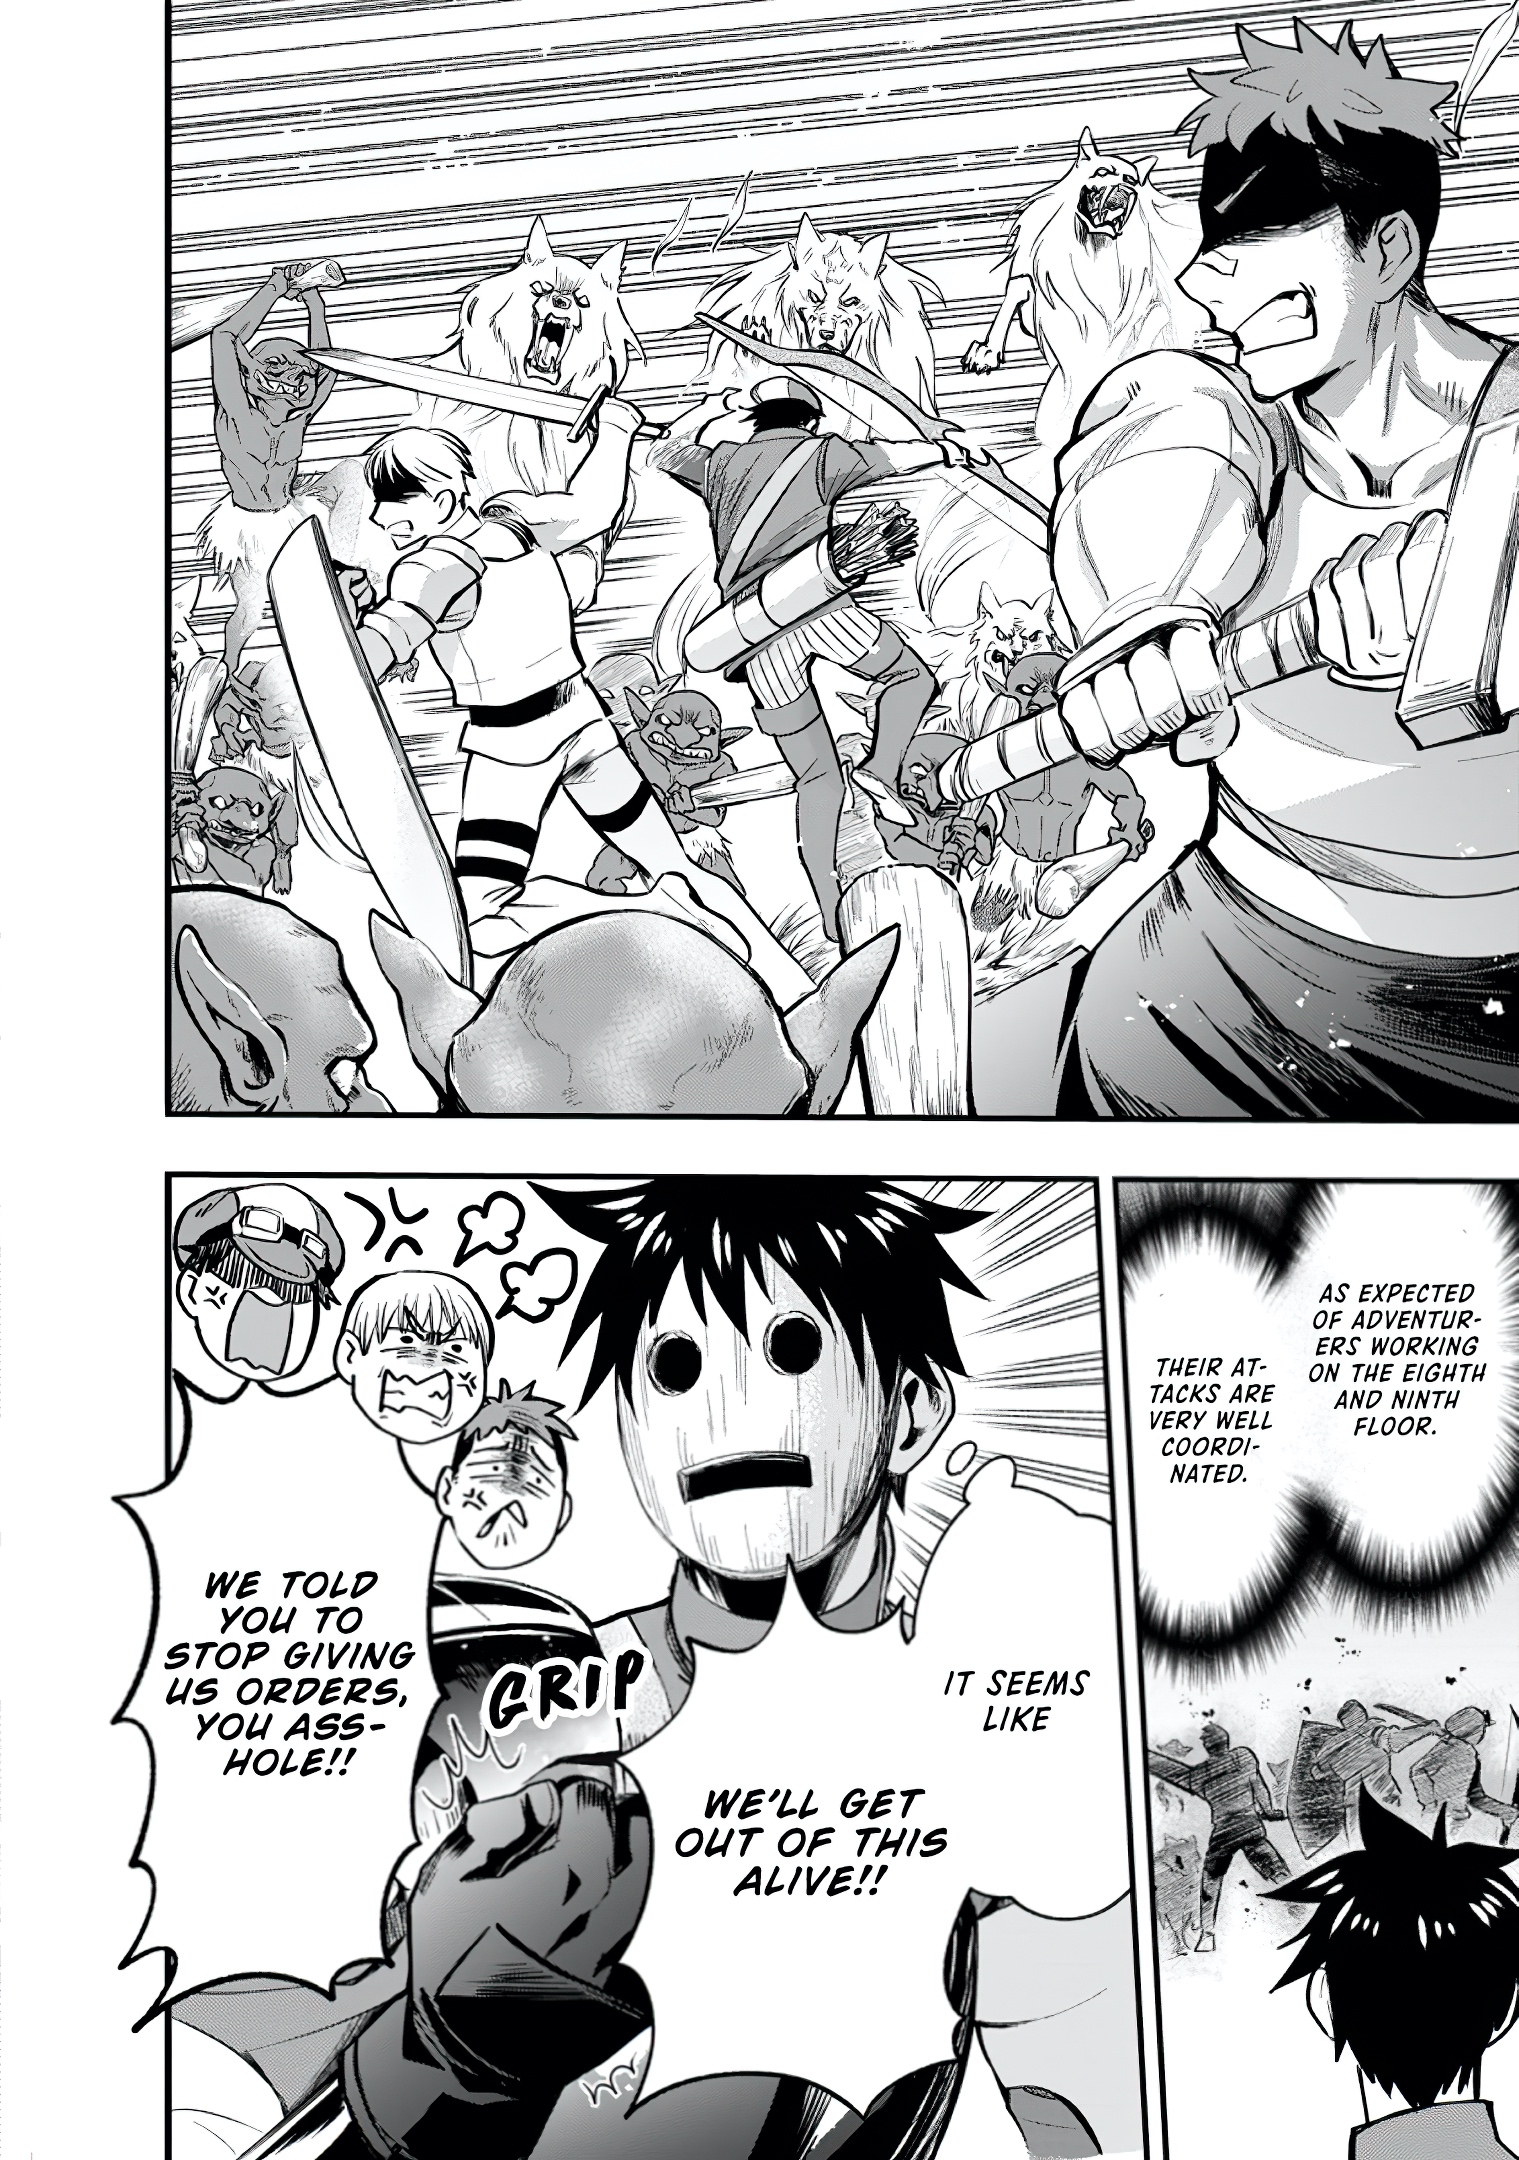 AS EXPECTED
OF ADVENTUR-
ERS WORKING
ON THE EIGHTH
AND NINTH
FLOOR.
THEIR AT-
TACKS ARE
VERY WELL
COORDI-
NATED.
IT SEEMS
LIKE
WE'LL GET
OUT OF THIS
ALIVE!!
GRIP
WE TOLD
YOU TO
STOP GIVING
US ORDERS,
YOU ASS-
HOLE!!